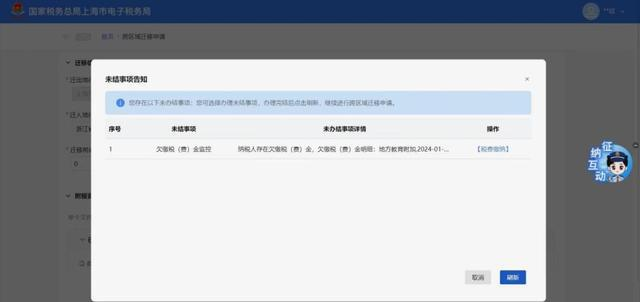 国家税务总局上海市电子税务局
首页 > 跨区域迁移申请
未结事项告知
您存在以下未办结事项；您可选择办理未结事项，办理完结后点击刷新，继续进行跨区域迁移申请。
序号 未结事项 未办结事项详情 操作
1 欠缴税（费）金监控 纳税人存在欠缴税（费）金，欠缴税（费）金明细：地方教育附加,2024-01-... 【税费缴纳】
征纳互动
取消 刷新